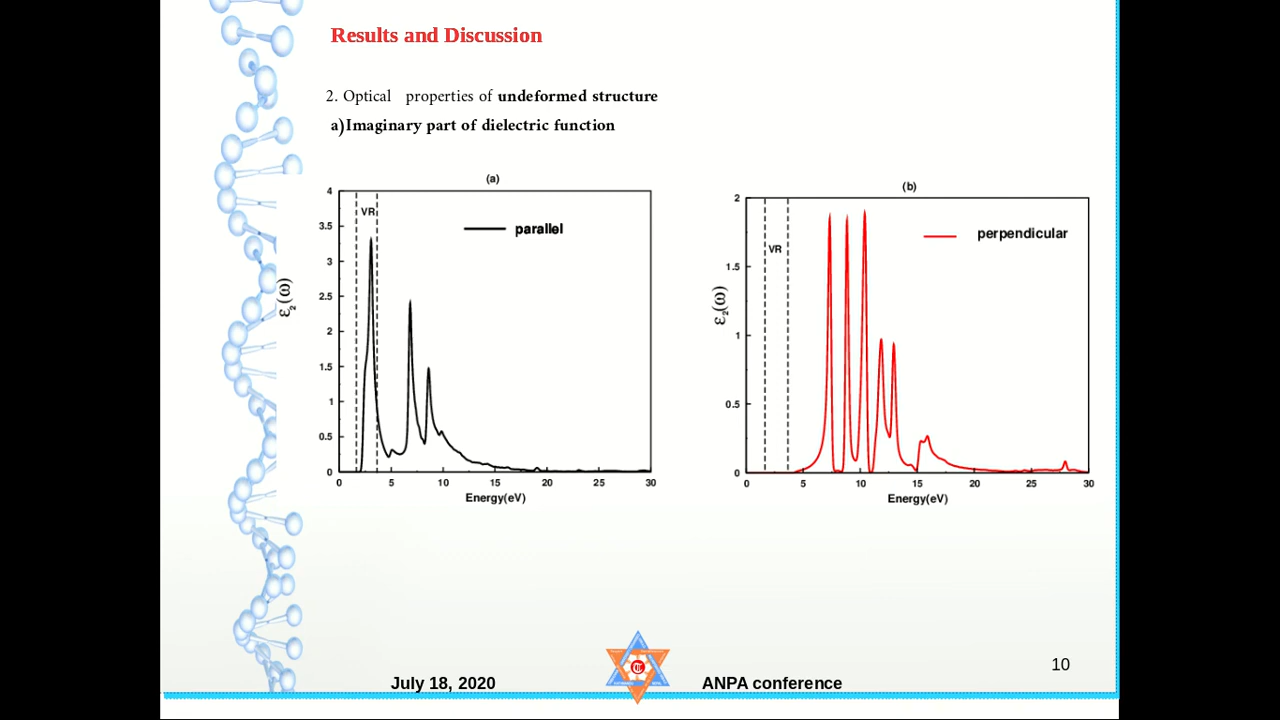 Results and Discussion
2. Optical properties of undeformed structure
a)Imaginary part of dielectric function
(a)
4
3.5
3
2.5
2
1.5
1
0.5
0
VR
parallel
ε₂(ω)
0 5 10 15 20 25 30
Energy(eV)
(b)
2
1.5
1
0.5
0
VR
perpendicular
ε₂(ω)
0 5 10 15 20 25 30
Energy(eV)
10
July 18, 2020
ANPA conference